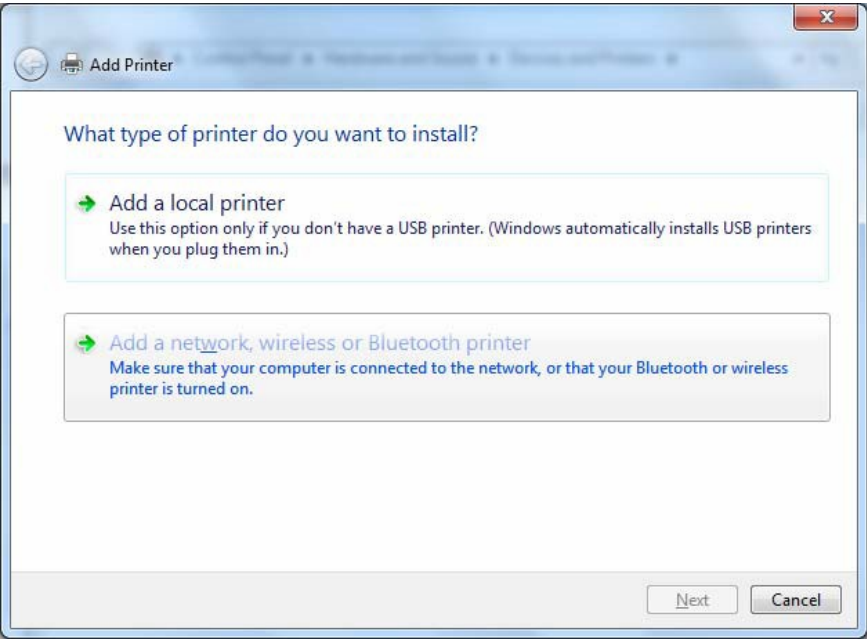 Add Printer
What type of printer do you want to install?
Add a local printer
Use this option only if you don't have a USB printer. (Windows automatically installs USB printers
when you plug them in.)
Add a network, wireless or Bluetooth printer
Make sure that your computer is connected to the network, or that your Bluetooth or wireless
printer is turned on.
Next
Cancel